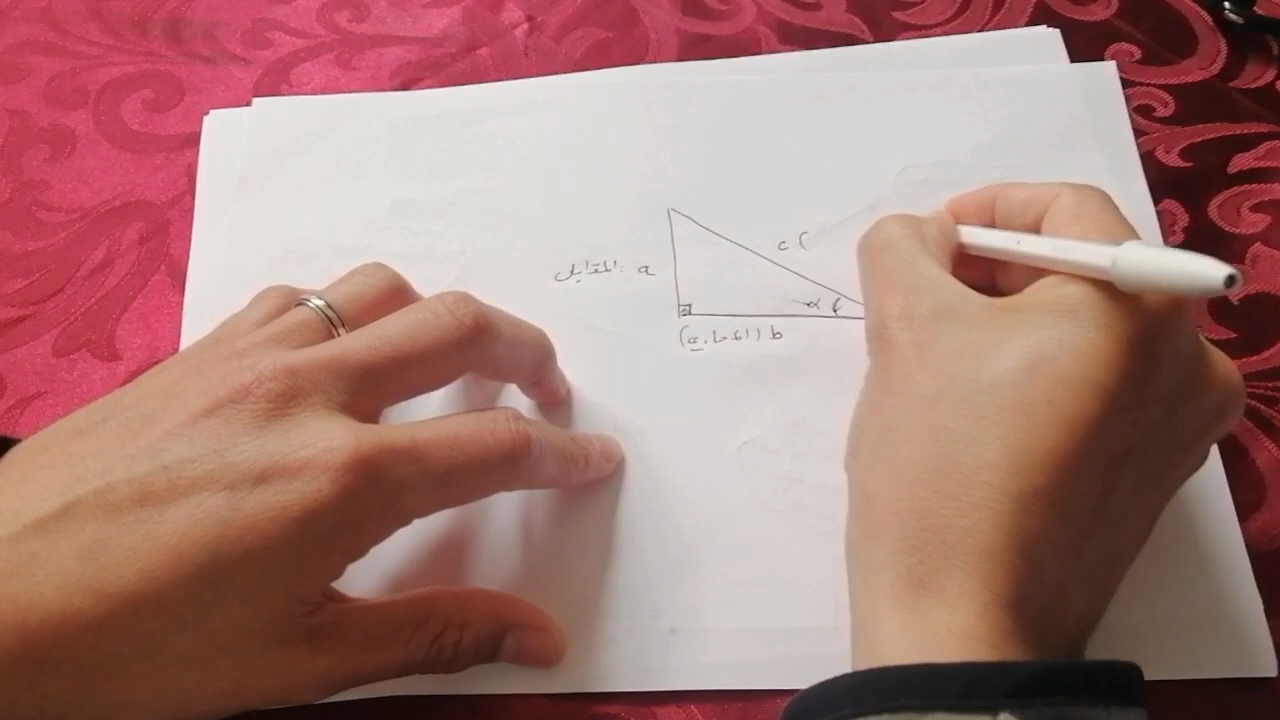 c (
المقابل: a
α
b (المجاور)